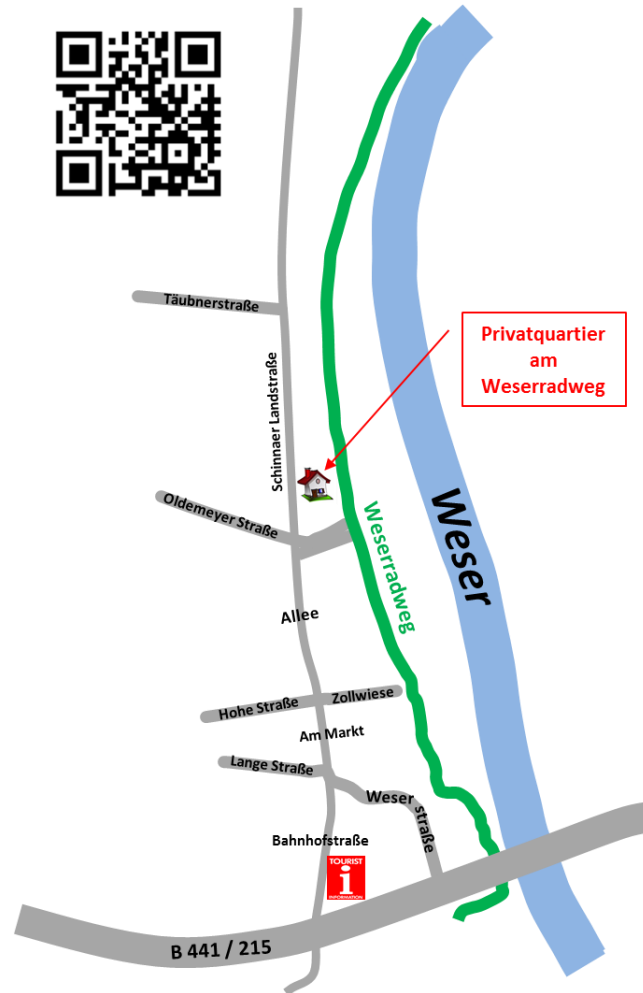 Täubnerstraße
Privatquartier
am
Weserradweg
Schinnaer Landstraße
Oldemeyer Straße
Weserradweg
Weser
Allee
Hohe Straße
Zollwiese
Am Markt
Lange Straße
Weser
straße
Bahnhofstraße
TOURIST
i
INFORMATION
B 441 / 215